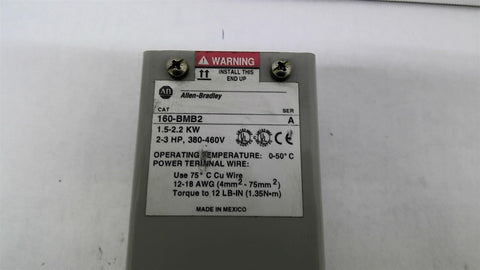 WARNING
INSTALL THIS
END UP
AB
Allen-Bradley
CAT
SER
160-BMB2
A
1.5-2.2 KW
2-3 HP, 380-460V
UL
C UL
OPERATING TEMPERATURE: 0-50° C
POWER TERMINAL WIRE:
Use 75° C Cu Wire
12-18 AWG (4mm² - 75mm²)
Torque to 12 LB-IN (1.35N•m)
MADE IN MEXICO